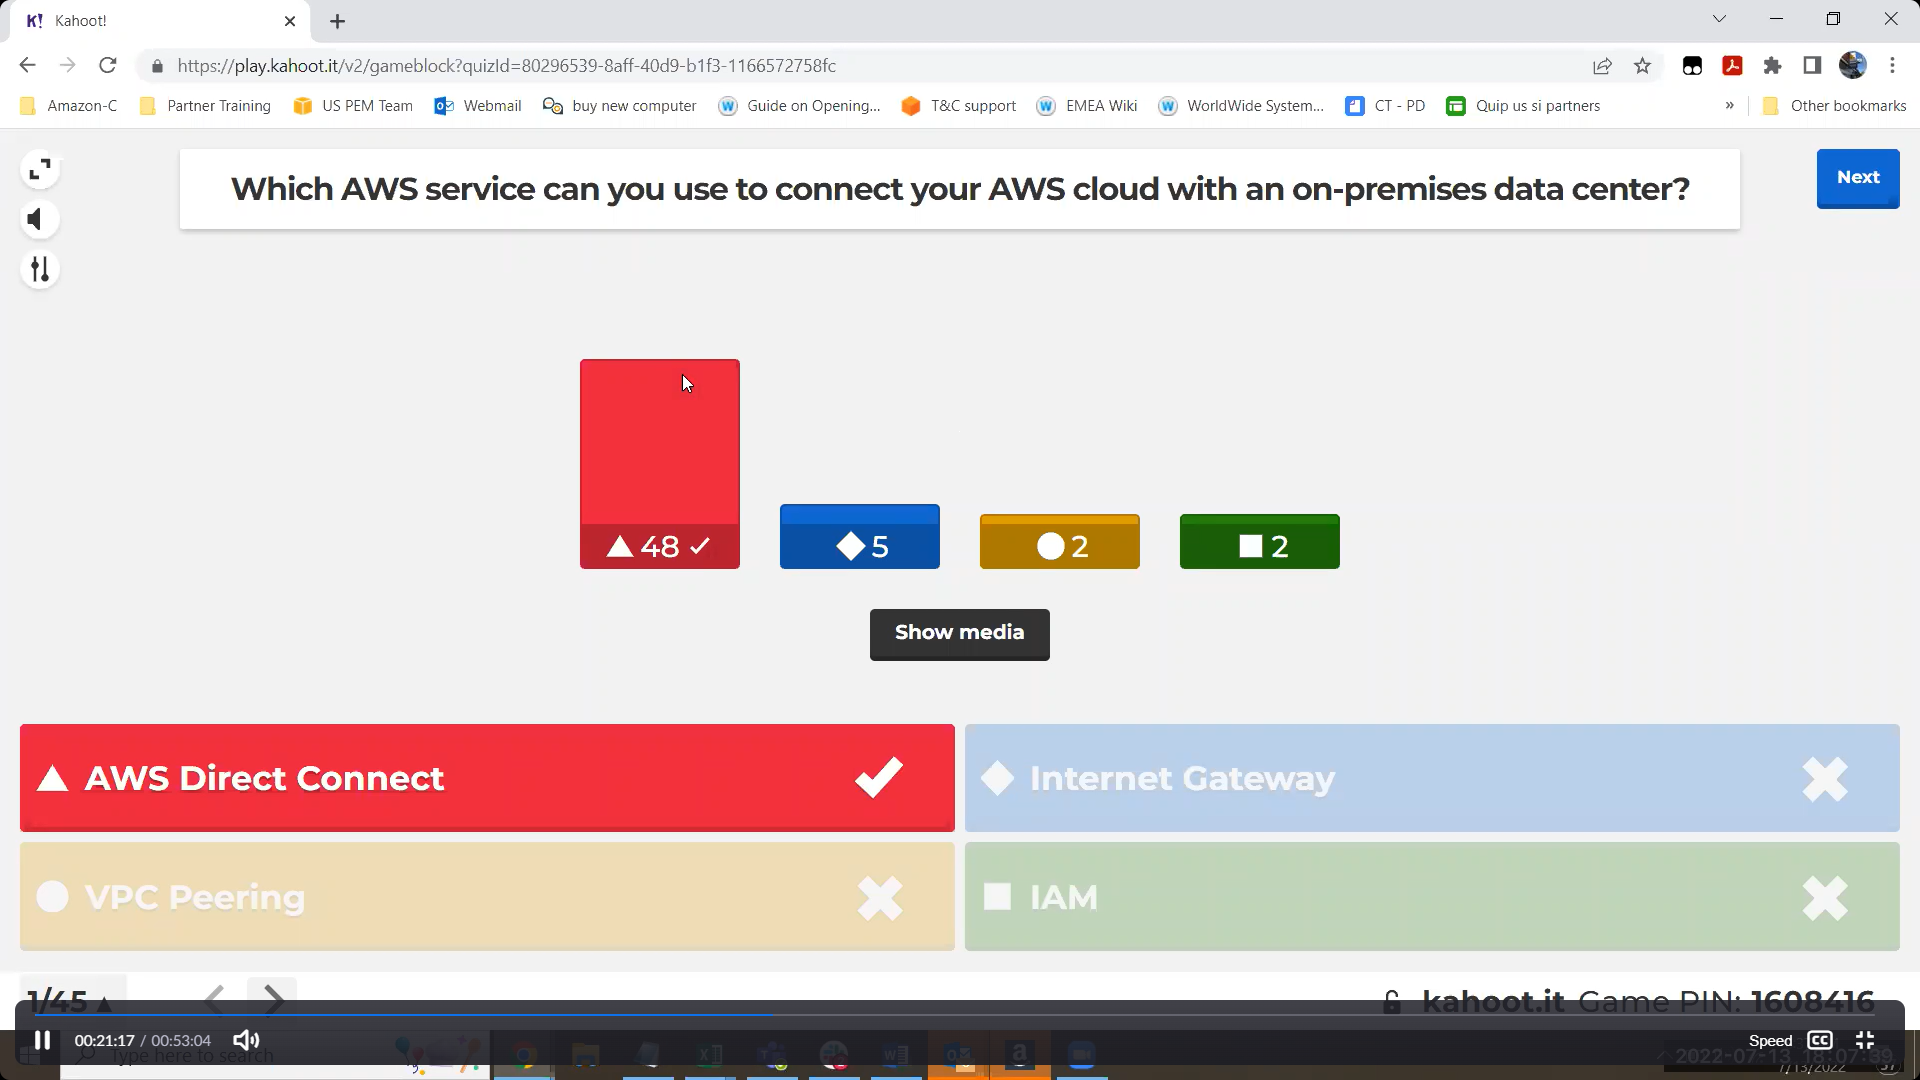 K! Kahoot!
https://play.kahoot.it/v2/gameblock?quizId=80296539-8aff-40d9-b1f3-1166572758fc
Amazon-C Partner Training US PEM Team Webmail buy new computer Guide on Opening... T&C support EMEA Wiki WorldWide System... CT - PD Quip us si partners » Other bookmarks
Which AWS service can you use to connect your AWS cloud with an on-premises data center?
Next
48 5 2 2
Show media
AWS Direct Connect
Internet Gateway
VPC Peering
IAM
1/45
kahoot.it Game PIN: 1608416
00:21:17 / 00:53:04
Speed CC
Type here to search
2022-07-13 18:07:39
7/13/2022